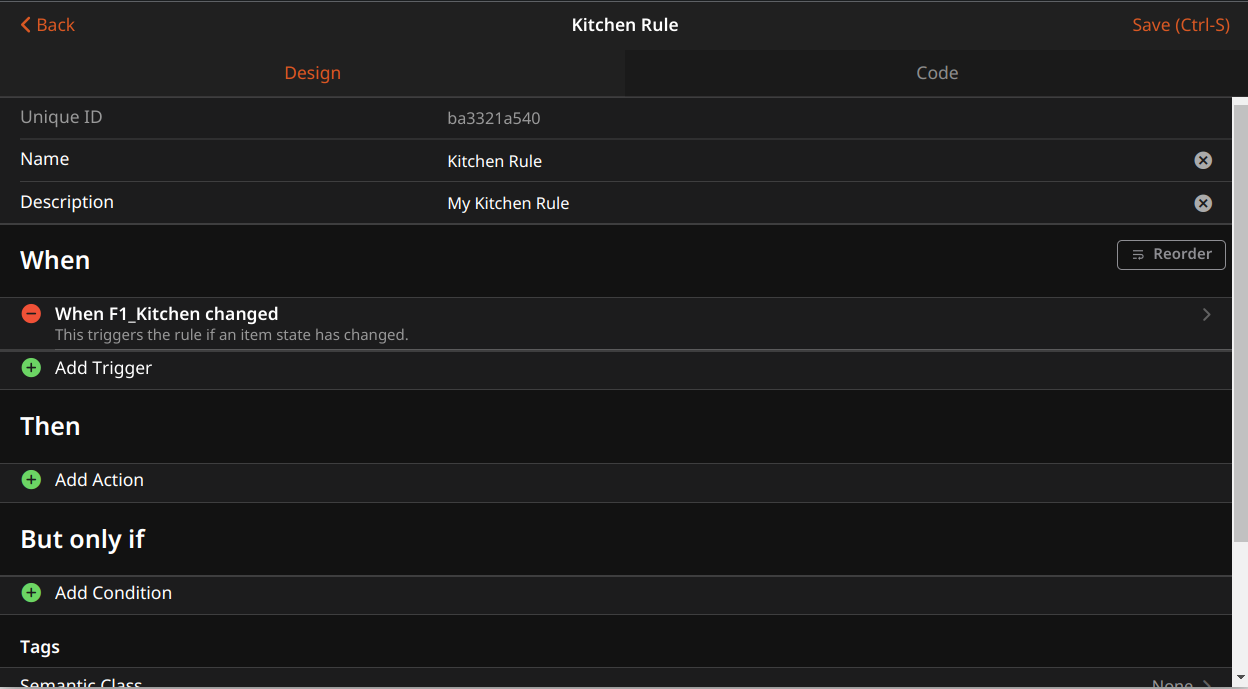 Back Kitchen Rule Save (Ctrl-S)
Design Code
Unique ID ba3321a540
Name Kitchen Rule
Description My Kitchen Rule
When Reorder
When F1_Kitchen changed
This triggers the rule if an item state has changed.
Add Trigger
Then
Add Action
But only if
Add Condition
Tags
Semantic Class None